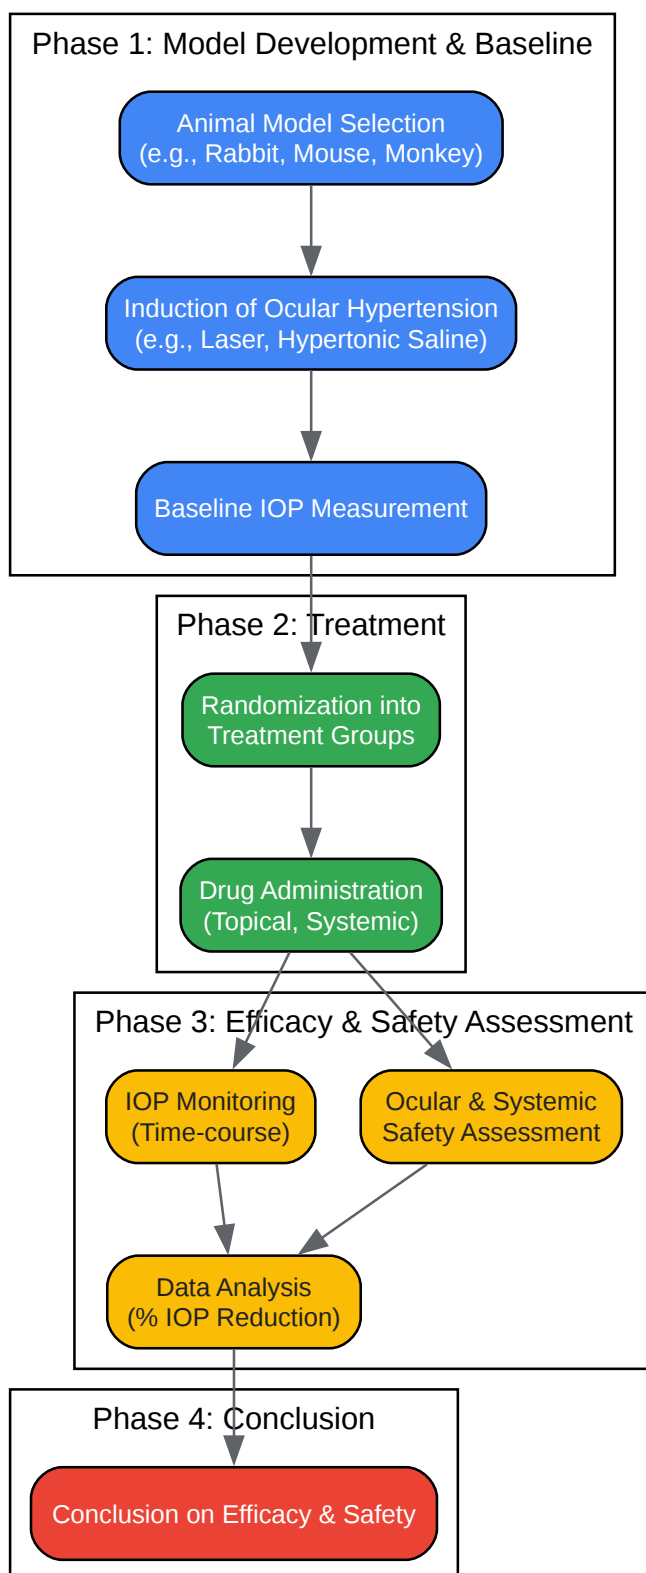 Phase 1: Model Development & Baseline
Animal Model Selection
(e.g., Rabbit, Mouse, Monkey)
Induction of Ocular Hypertension
(e.g., Laser, Hypertonic Saline)
Baseline IOP Measurement
Phase 2: Treatment
Randomization into
Treatment Groups
Drug Administration
(Topical, Systemic)
Phase 3: Efficacy & Safety Assessment
IOP Monitoring
(Time-course)
Ocular & Systemic
Safety Assessment
Data Analysis
(% IOP Reduction)
Phase 4: Conclusion
Conclusion on Efficacy & Safety